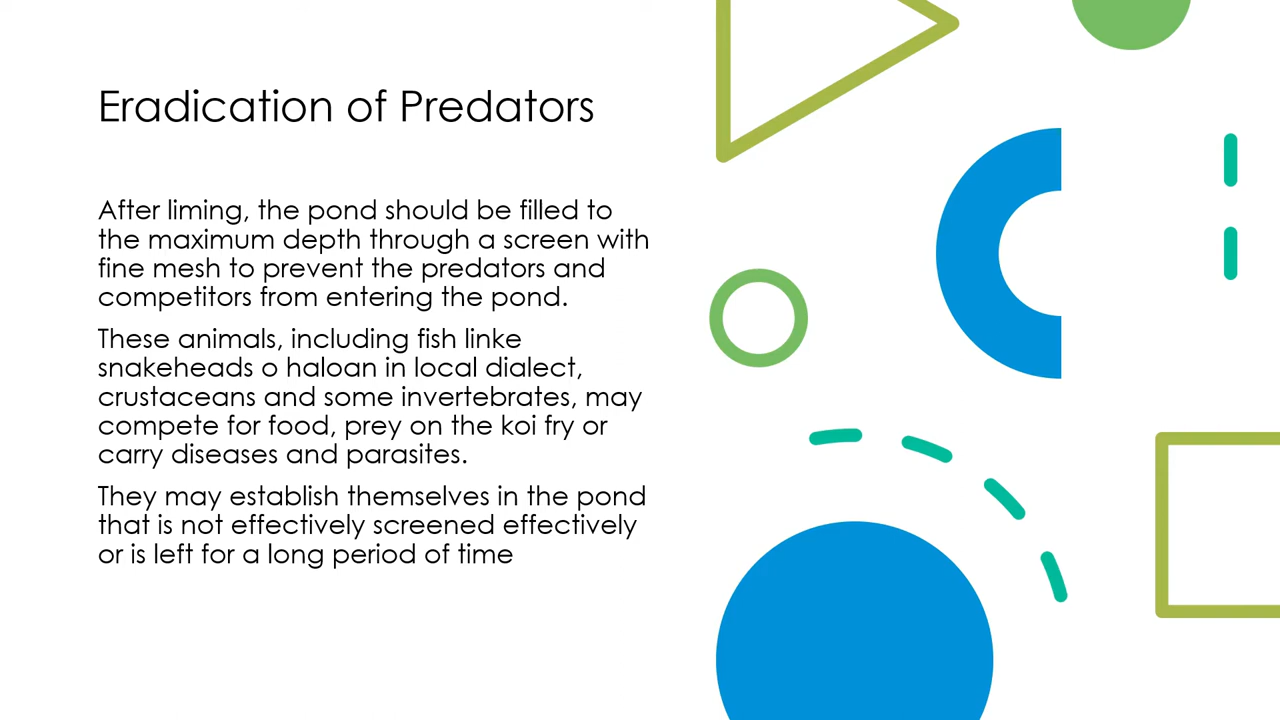 Eradication of Predators
After liming, the pond should be filled to
the maximum depth through a screen with
fine mesh to prevent the predators and
competitors from entering the pond.
These animals, including fish linke
snakeheads o haloan in local dialect,
crustaceans and some invertebrates, may
compete for food, prey on the koi fry or
carry diseases and parasites.
They may establish themselves in the pond
that is not effectively screened effectively
or is left for a long period of time